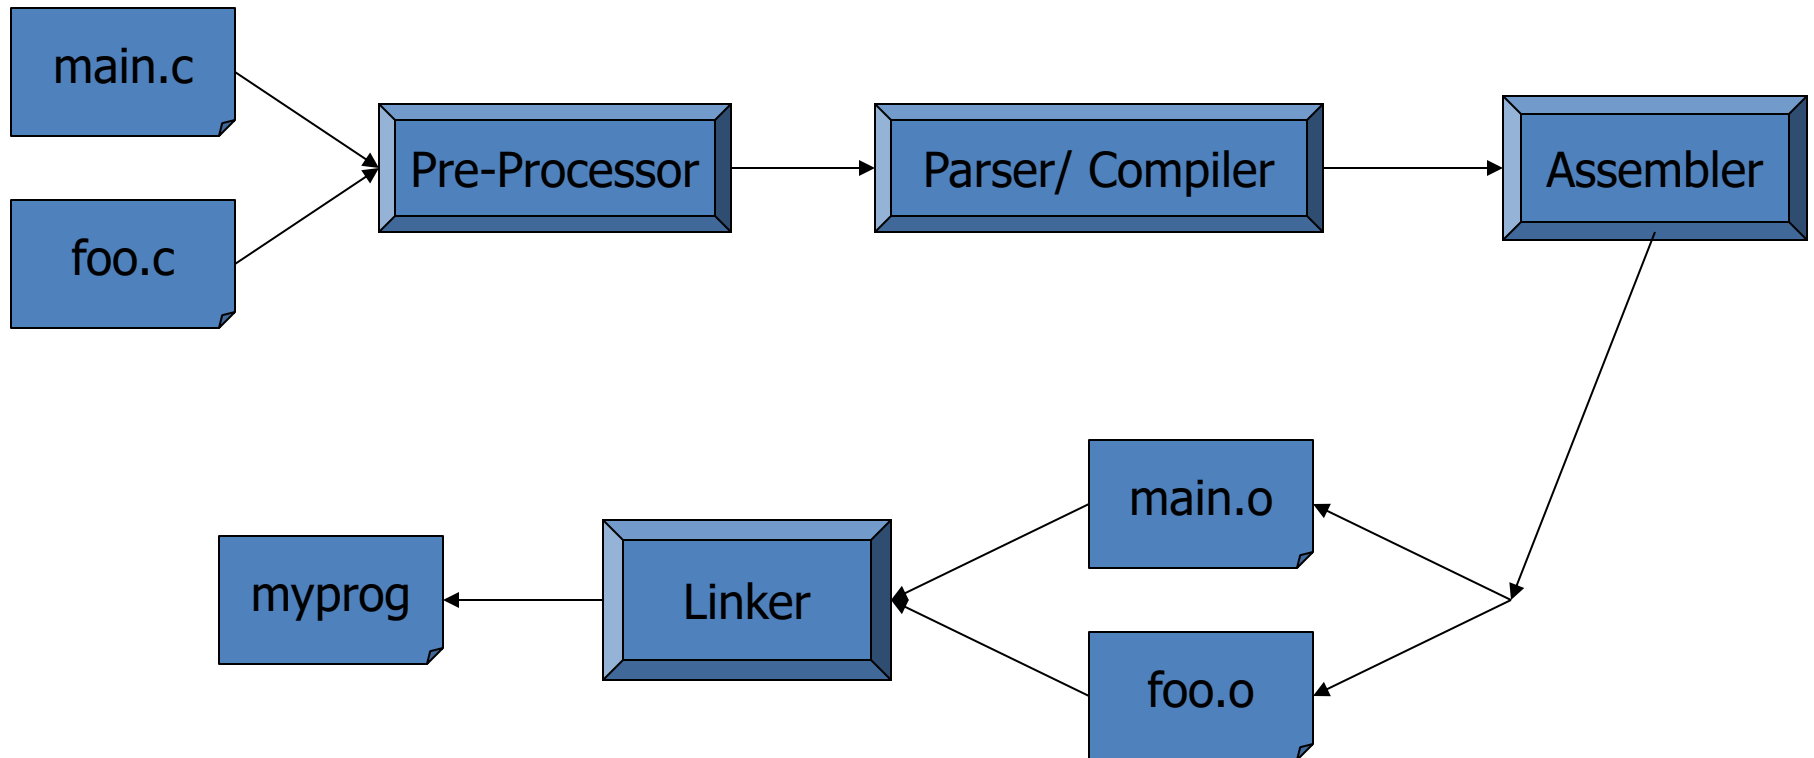 main.c
foo.c
Pre-Processor
Parser/ Compiler
Assembler
main.o
foo.o
Linker
myprog